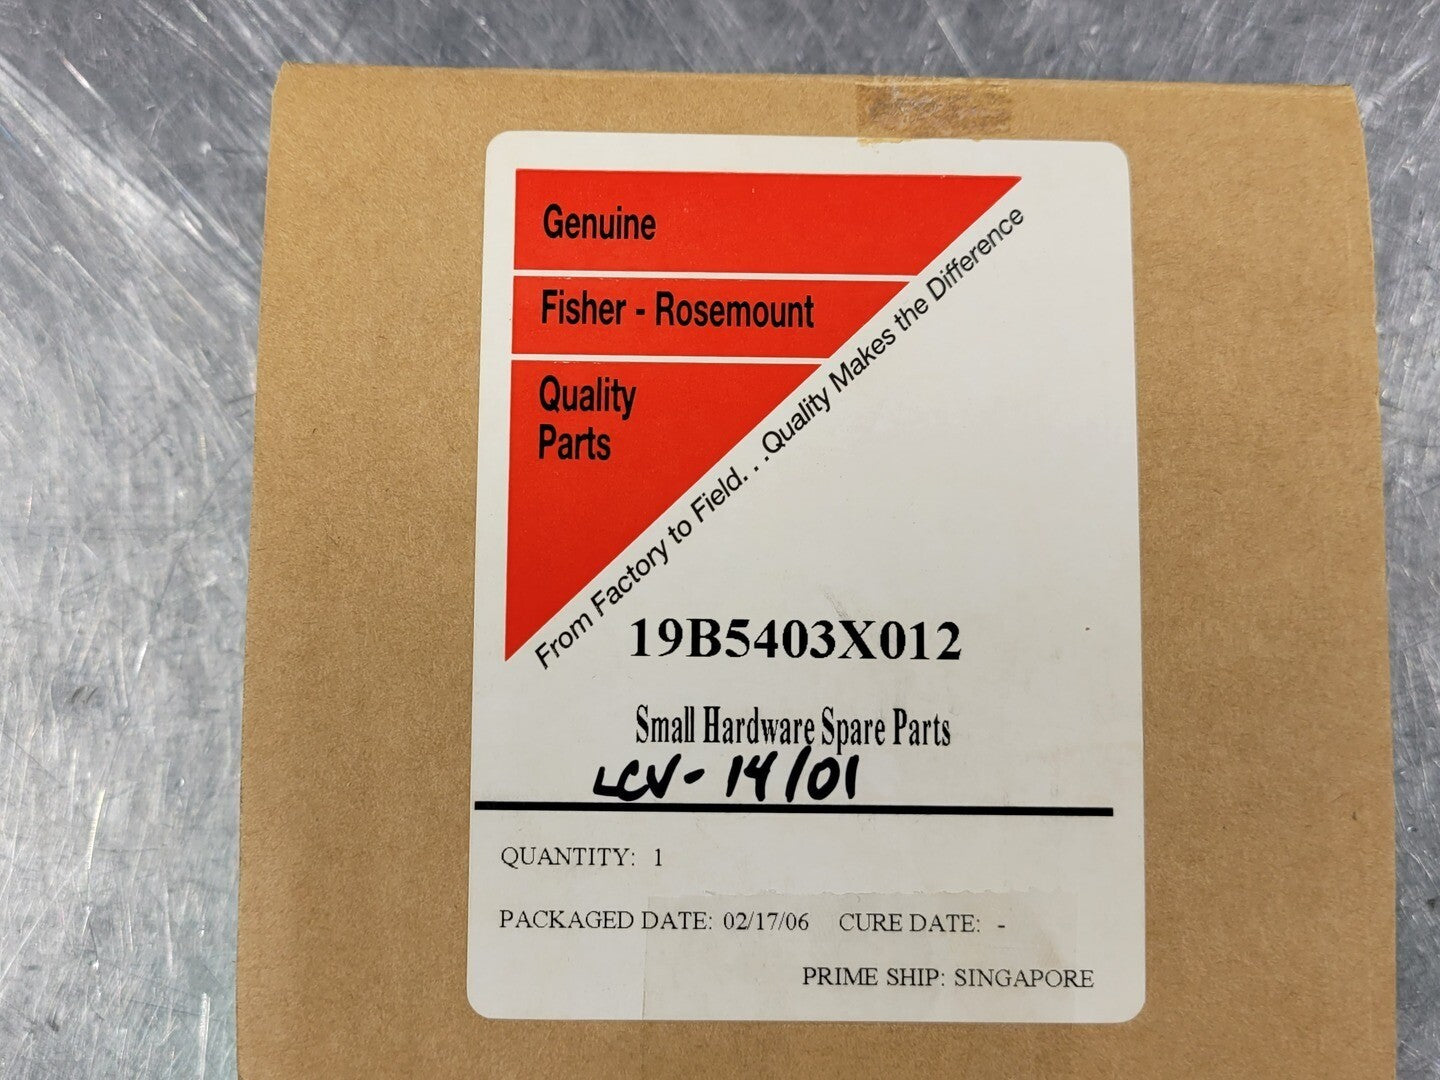 Genuine
Fisher - Rosemount
Quality
Parts
From Factory to Field. . .Quality Makes the Difference
19B5403X012
Small Hardware Spare Parts
LCV- 14/01
QUANTITY: 1
PACKAGED DATE: 02/17/06 CURE DATE: -
PRIME SHIP: SINGAPORE